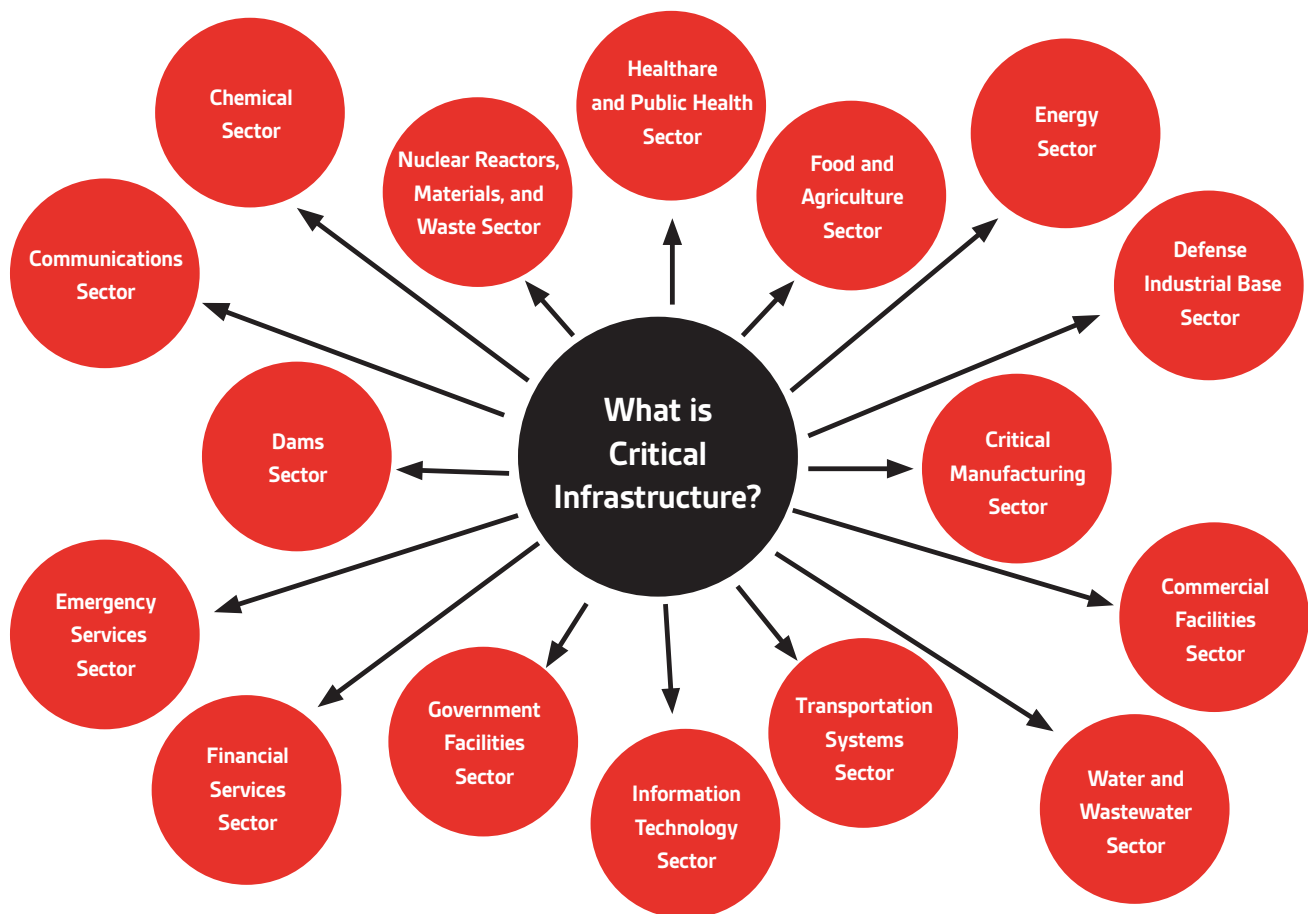 Healthare
and Public Health
Sector
Chemical
Sector
Energy
Sector
Nuclear Reactors,
Materials, and
Waste Sector
Food and
Agriculture
Sector
Communications
Sector
Defense
Industrial Base
Sector
What is
Critical
Infrastructure?
Dams
Sector
Critical
Manufacturing
Sector
Emergency
Services
Sector
Commercial
Facilities
Sector
Financial
Services
Sector
Government
Facilities
Sector
Information
Technology
Sector
Transportation
Systems
Sector
Water and
Wastewater
Sector